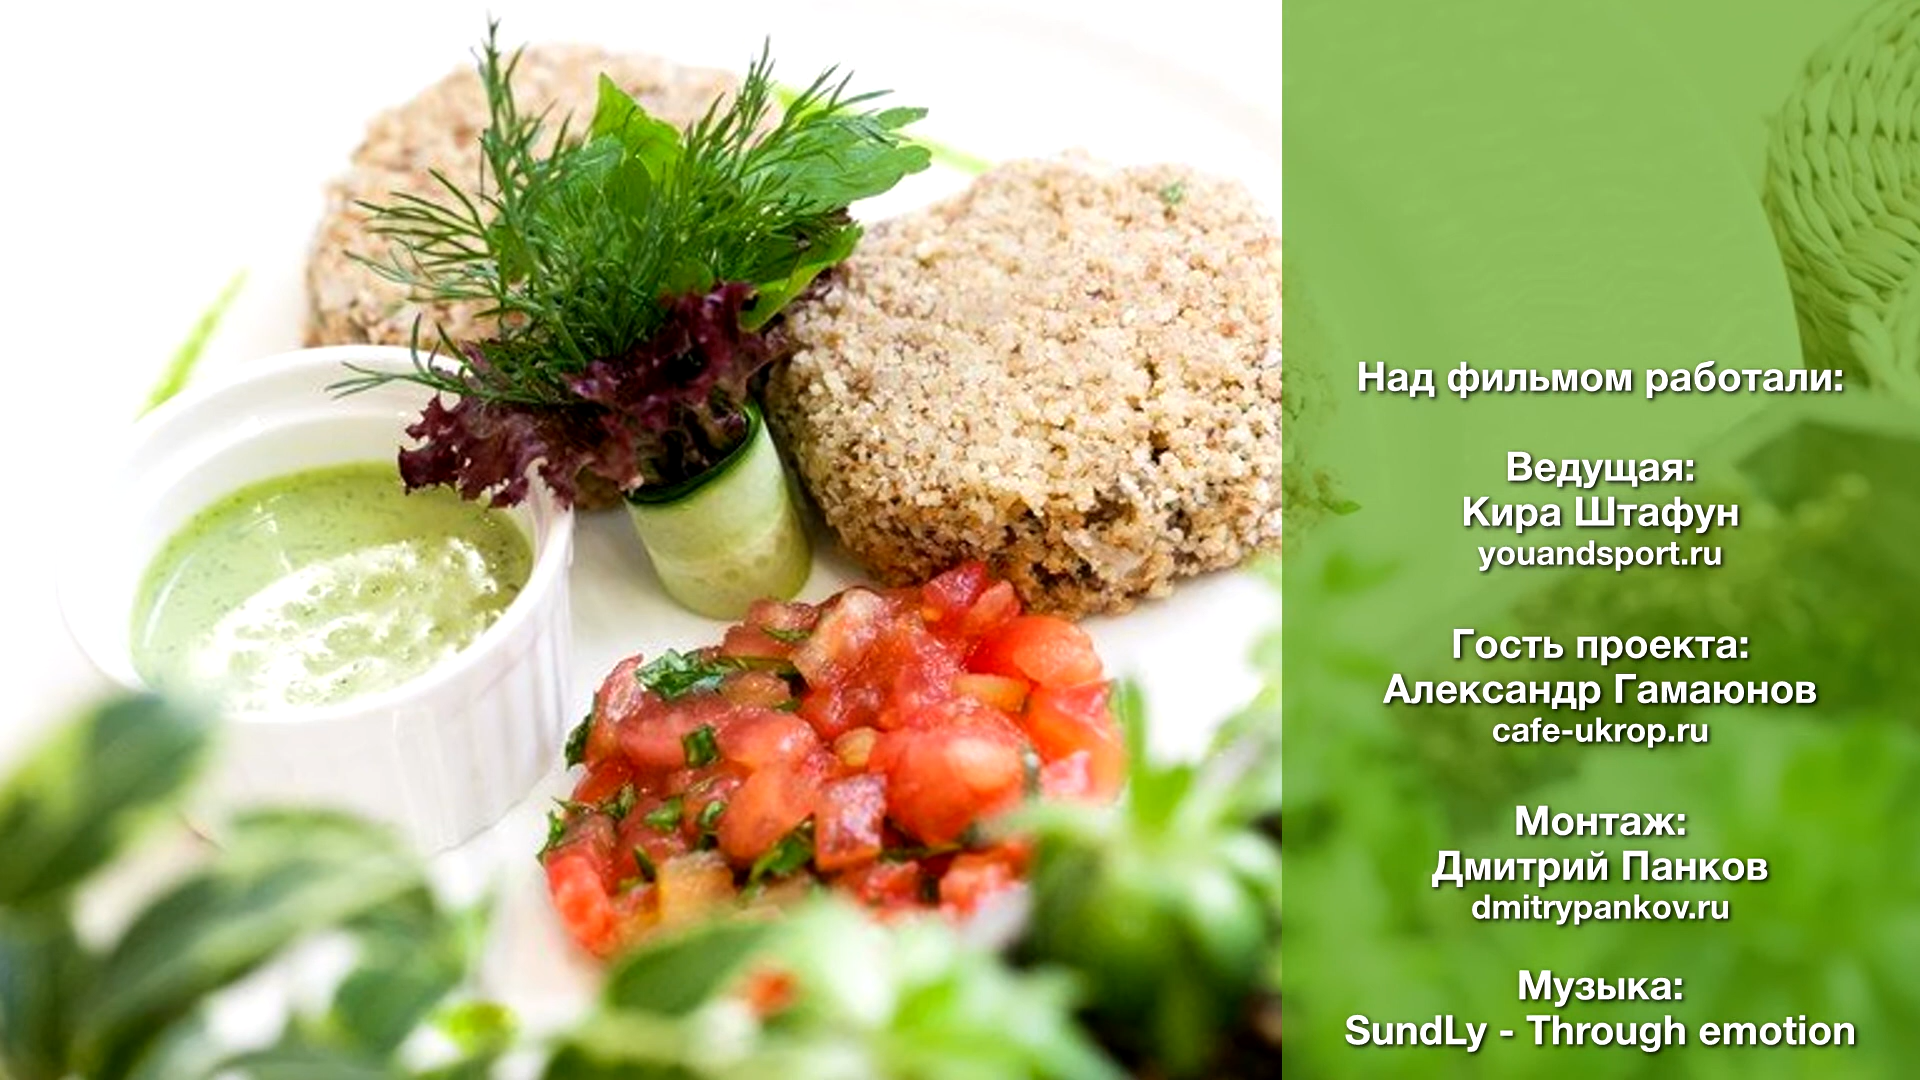 Над фильмом работали:
Ведущая:
Кира Штафун
youandsport.ru
Гость проекта:
Александр Гамаюнов
cafe-ukrop.ru
Монтаж:
Дмитрий Панков
dmitrypankov.ru
Музыка:
SundLy - Through emotion